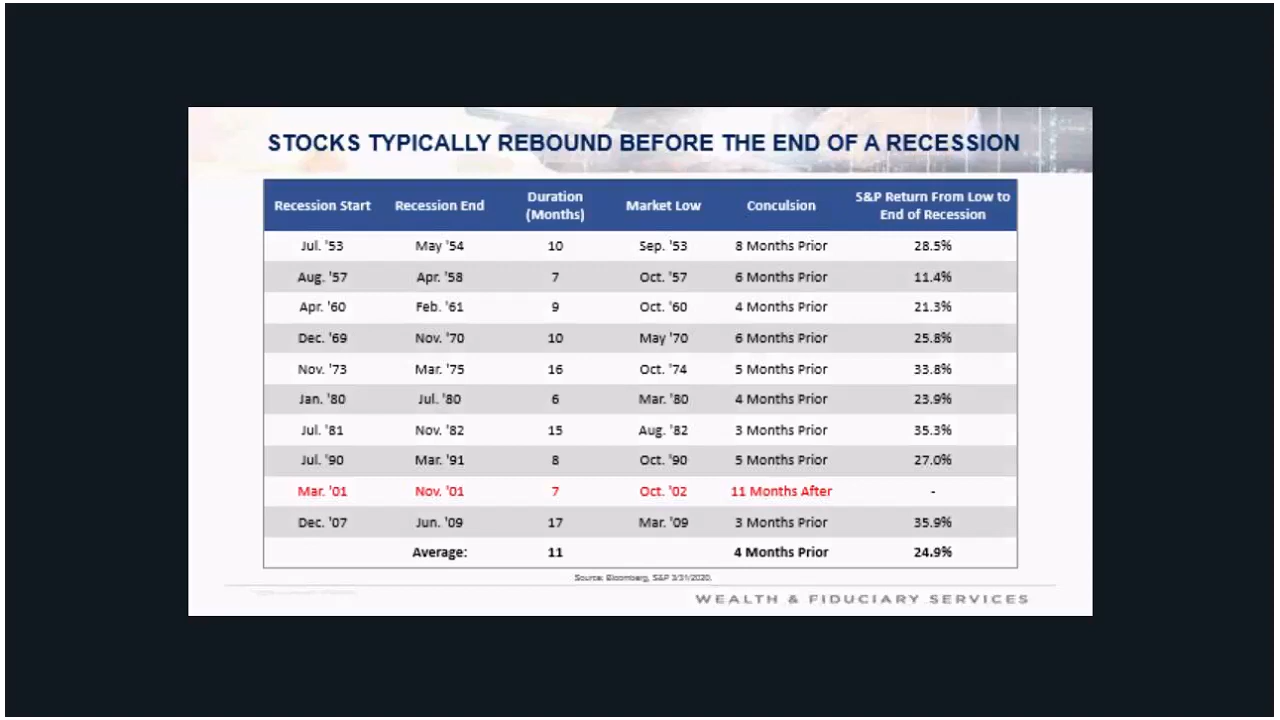 STOCKS TYPICALLY REBOUND BEFORE THE END OF A RECESSION
Recession Start Recession End Duration (Months) Market Low Conculsion S&P Return From Low to End of Recession
Jul. '53 May '54 10 Sep. '53 8 Months Prior 28.5%
Aug. '57 Apr. '58 7 Oct. '57 6 Months Prior 11.4%
Apr. '60 Feb. '61 9 Oct. '60 4 Months Prior 21.3%
Dec. '69 Nov. '70 10 May '70 6 Months Prior 25.8%
Nov. '73 Mar. '75 16 Oct. '74 5 Months Prior 33.8%
Jan. '80 Jul. '80 6 Mar. '80 4 Months Prior 23.9%
Jul. '81 Nov. '82 15 Aug. '82 3 Months Prior 35.3%
Jul. '90 Mar. '91 8 Oct. '90 5 Months Prior 27.0%
Mar. '01 Nov. '01 7 Oct. '02 11 Months After -
Dec. '07 Jun. '09 17 Mar. '09 3 Months Prior 35.9%
Average: 11 4 Months Prior 24.9%
Source: Bloomberg, S&P 3/31/2020.
WEALTH & FIDUCIARY SERVICES